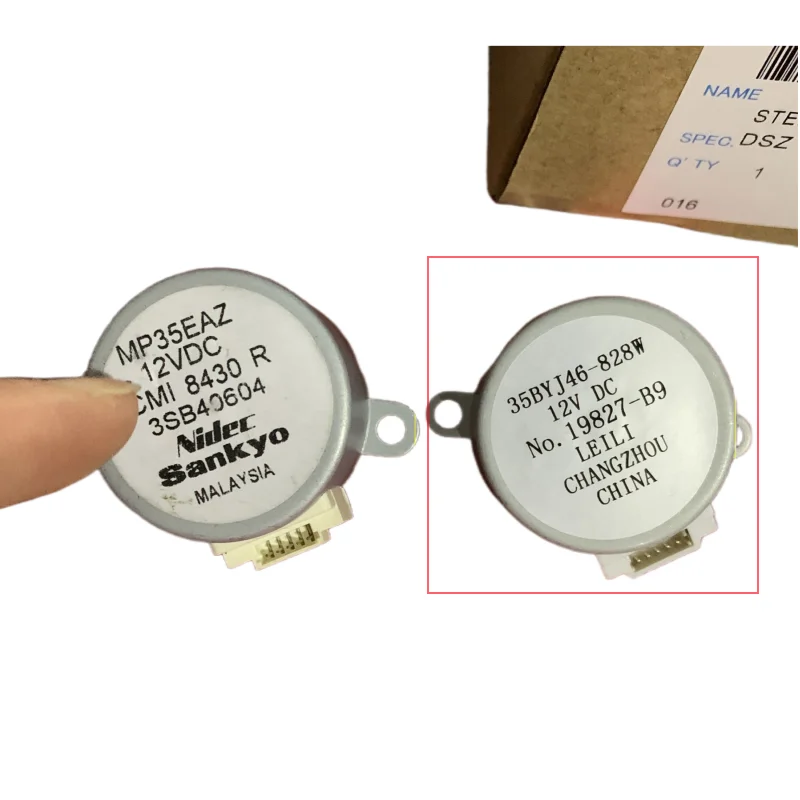 NAME
STE
SPEC. DSZ
Q'TY 1
016
MP35EAZ
12VDC
CMI 8430 R
3SB40604
Nidec
Sankyo
MALAYSIA
35BYJ46-828W
12V DC
No. 19827-B9
LEILI
CHANGZHOU
CHINA